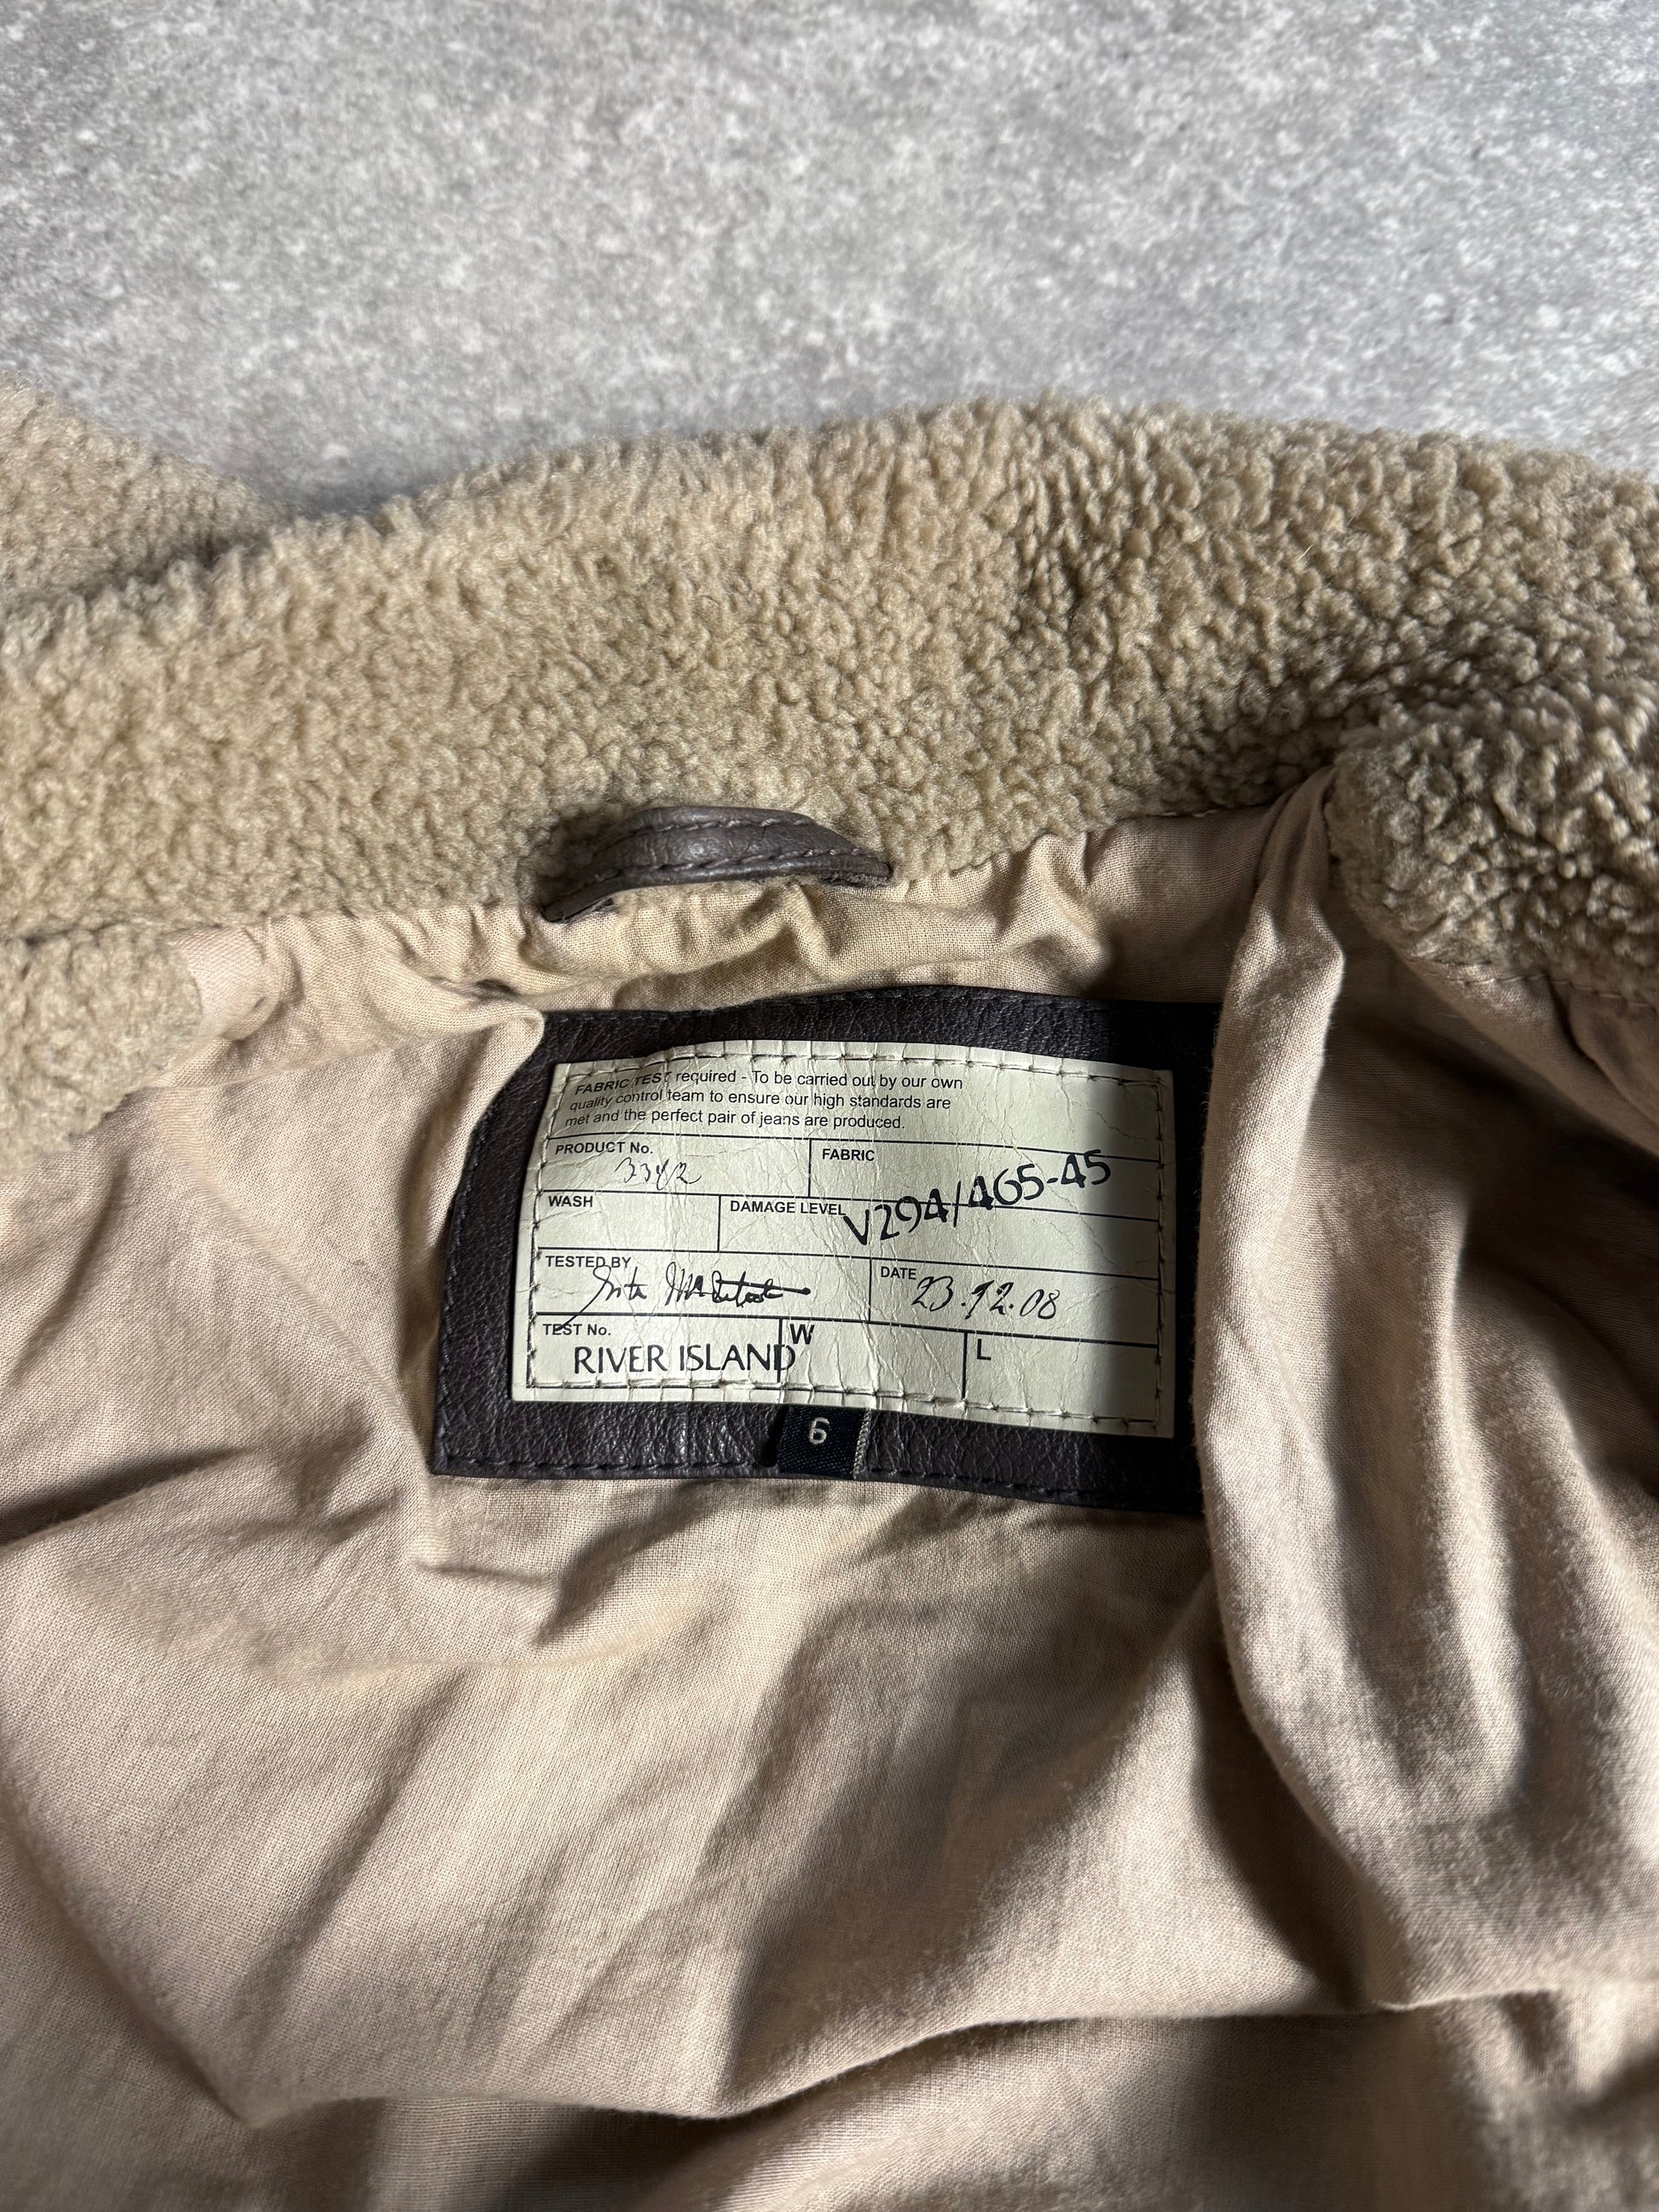 FABRIC TEST required - To be carried out by our own
quality control team to ensure our high standards are
met and the perfect pair of jeans are produced.
PRODUCT No.
3342
FABRIC
V294/465-45
WASH
DAMAGE LEVEL
TESTED BY
DATE
23.12.08
TEST No.
RIVER ISLAND
W
L
6